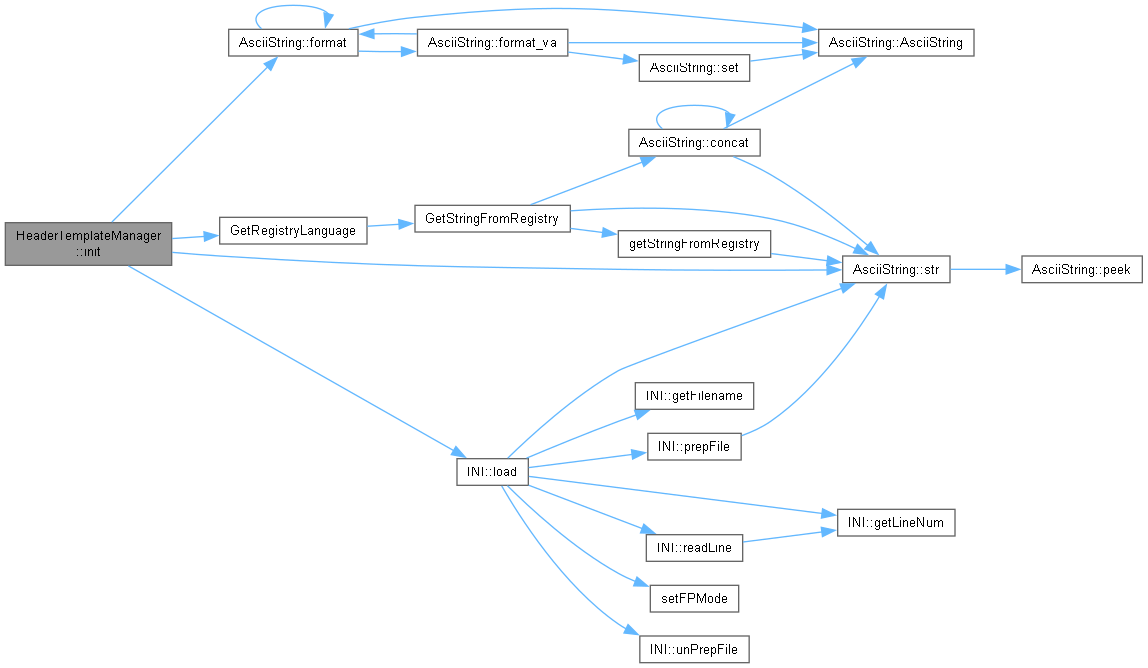 AsciiString::format
AsciiString::format_va
AsciiString::AsciiString
AsciiString::set
AsciiString::concat
HeaderTemplateManager
::init
GetRegistryLanguage
GetStringFromRegistry
getStringFromRegistry
AsciiString::str
AsciiString::peek
INI::getFilename
INI::prepFile
INI::load
INI::getLineNum
INI::readLine
setFPMode
INI::unPrepFile